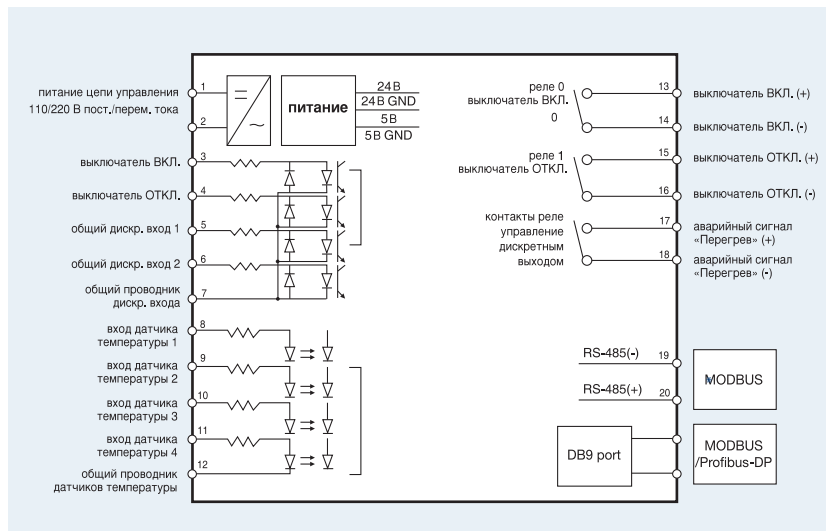 питание цепи управления
110/220 В пост./перем. тока
1
2
питание
24В
24В GND
5В
5В GND
выключатель ВКЛ.
3
выключатель ОТКЛ.
4
общий дискр. вход 1
5
общий дискр. вход 2
6
общий проводник
дискр. входа
7
вход датчика
температуры 1
8
вход датчика
температуры 2
9
вход датчика
температуры 3
10
вход датчика
температуры 4
11
общий проводник
датчиков температуры
12
реле 0
выключатель ВКЛ.
0
13
выключатель ВКЛ. (+)
14
выключатель ВКЛ. (-)
реле 1
выключатель ОТКЛ.
15
выключатель ОТКЛ. (+)
16
выключатель ОТКЛ. (-)
контакты реле
управление
дискретным
выходом
17
аварийный сигнал
«Перегрев» (+)
18
аварийный сигнал
«Перегрев» (-)
RS-485(-)
19
RS-485(+)
20
MODBUS
DB9 port
MODBUS
/Profibus-DP